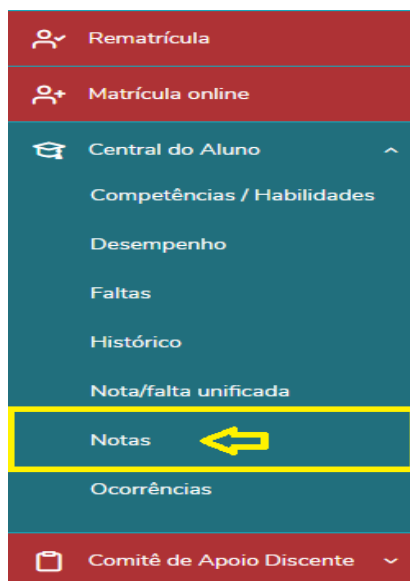 Rematrícula
Matrícula online
Central do Aluno
Competências / Habilidades
Desempenho
Faltas
Histórico
Nota/falta unificada
Notas
Ocorrências
Comitê de Apoio Discente